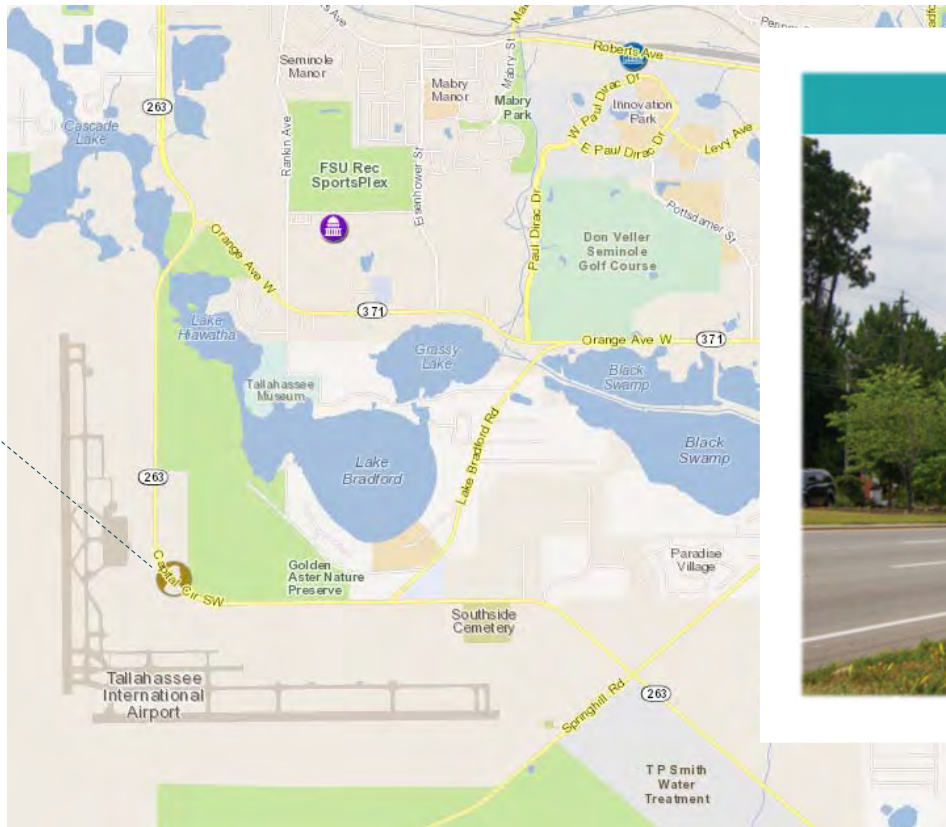 Roberts Ave
Seminole
Manor
Mabry St
W Paul Dirac Dr
263
Mabry
Manor
Mabry
Park
Innovation
Park
Cascade
Lake
Rankin Ave
E Paul Dirac Dr
Levy Ave
FSU Rec
SportsPlex
Eisenhower St
Pottsdamer St
Orange Ave W
Paul Dirac Dr
Don Veller
Seminole
Golf Course
371
Lake
Hiawatha
Orange Ave W
371
Grassy
Lake
Black
Swamp
Tallahassee
Museum
Lake Bradford Rd
Black
Swamp
Lake
Bradford
263
Paradise
Village
Capital Cir SW
Golden
Aster Nature
Preserve
Southside
Cemetery
Tallahassee
International
Airport
Springhill Rd
263
T P Smith
Water
Treatment